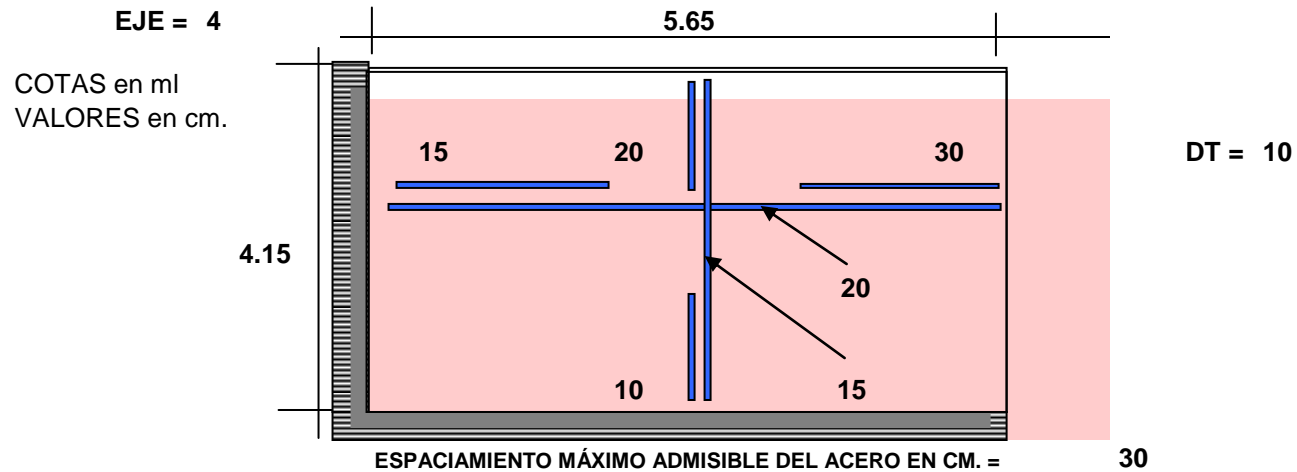 EJE = 4 5.65
COTAS en ml
VALORES en cm.
15 20 30 DT = 10
4.15
20
10 15
ESPACIAMIENTO MÁXIMO ADMISIBLE DEL ACERO EN CM. = 30